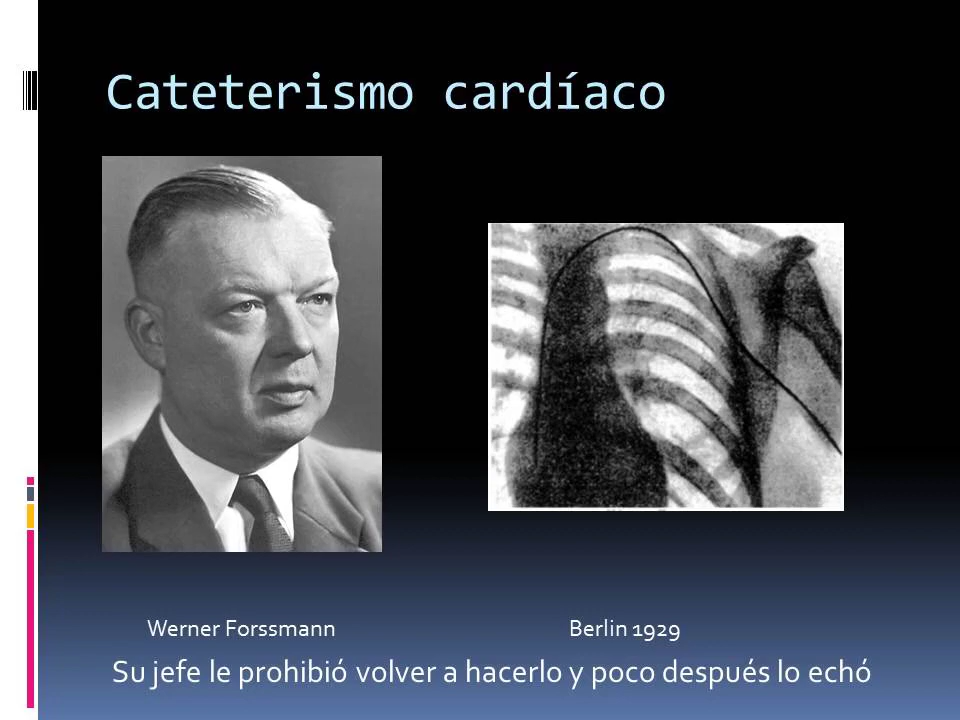 Cateterismo cardíaco
Werner Forssmann
Berlin 1929
Su jefe le prohibió volver a hacerlo y poco después lo echó